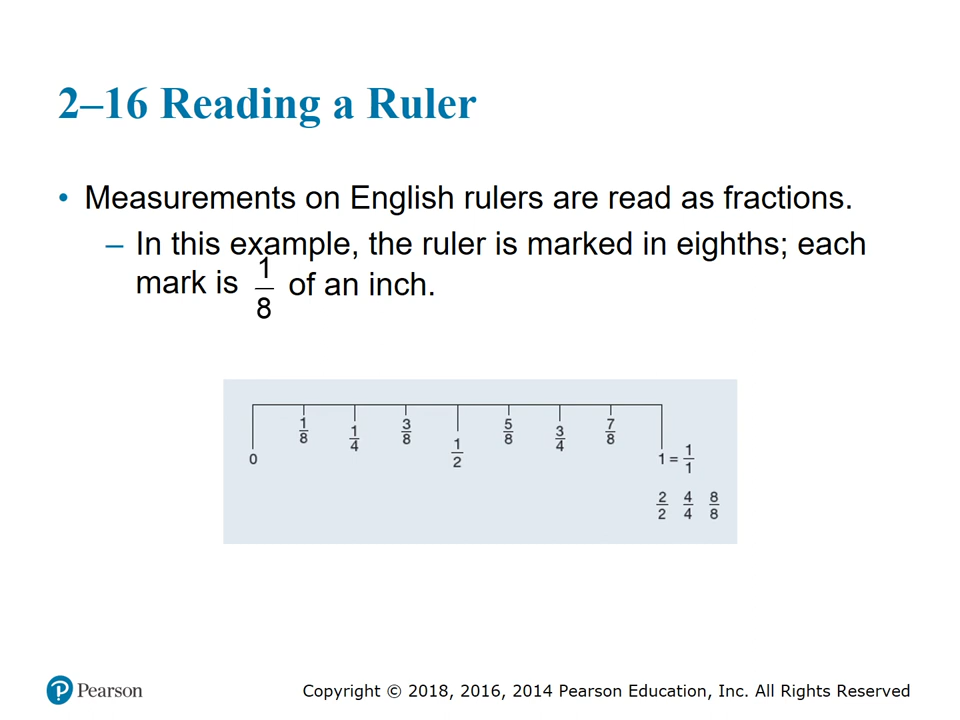 2–16 Reading a Ruler
• Measurements on English rulers are read as fractions.
– In this example, the ruler is marked in eighths; each
mark is 1/8 of an inch.
0 1/8 1/4 3/8 1/2 5/8 3/4 7/8 1 = 1/1
2/2 4/4 8/8
Pearson
Copyright © 2018, 2016, 2014 Pearson Education, Inc. All Rights Reserved